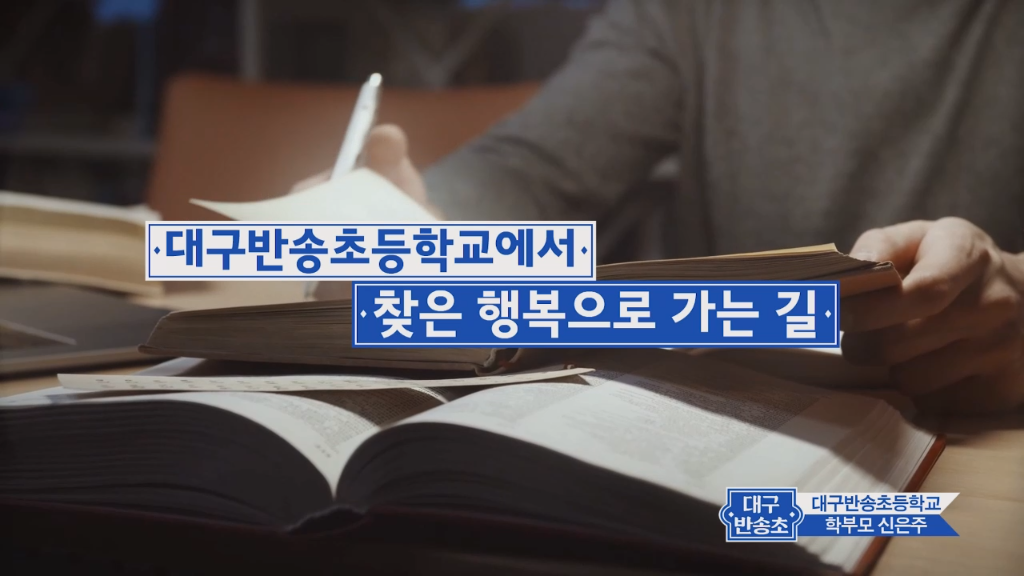 대구반송초등학교에서
찾은 행복으로 가는 길
대구
반송초
대구반송초등학교
학부모 신은주